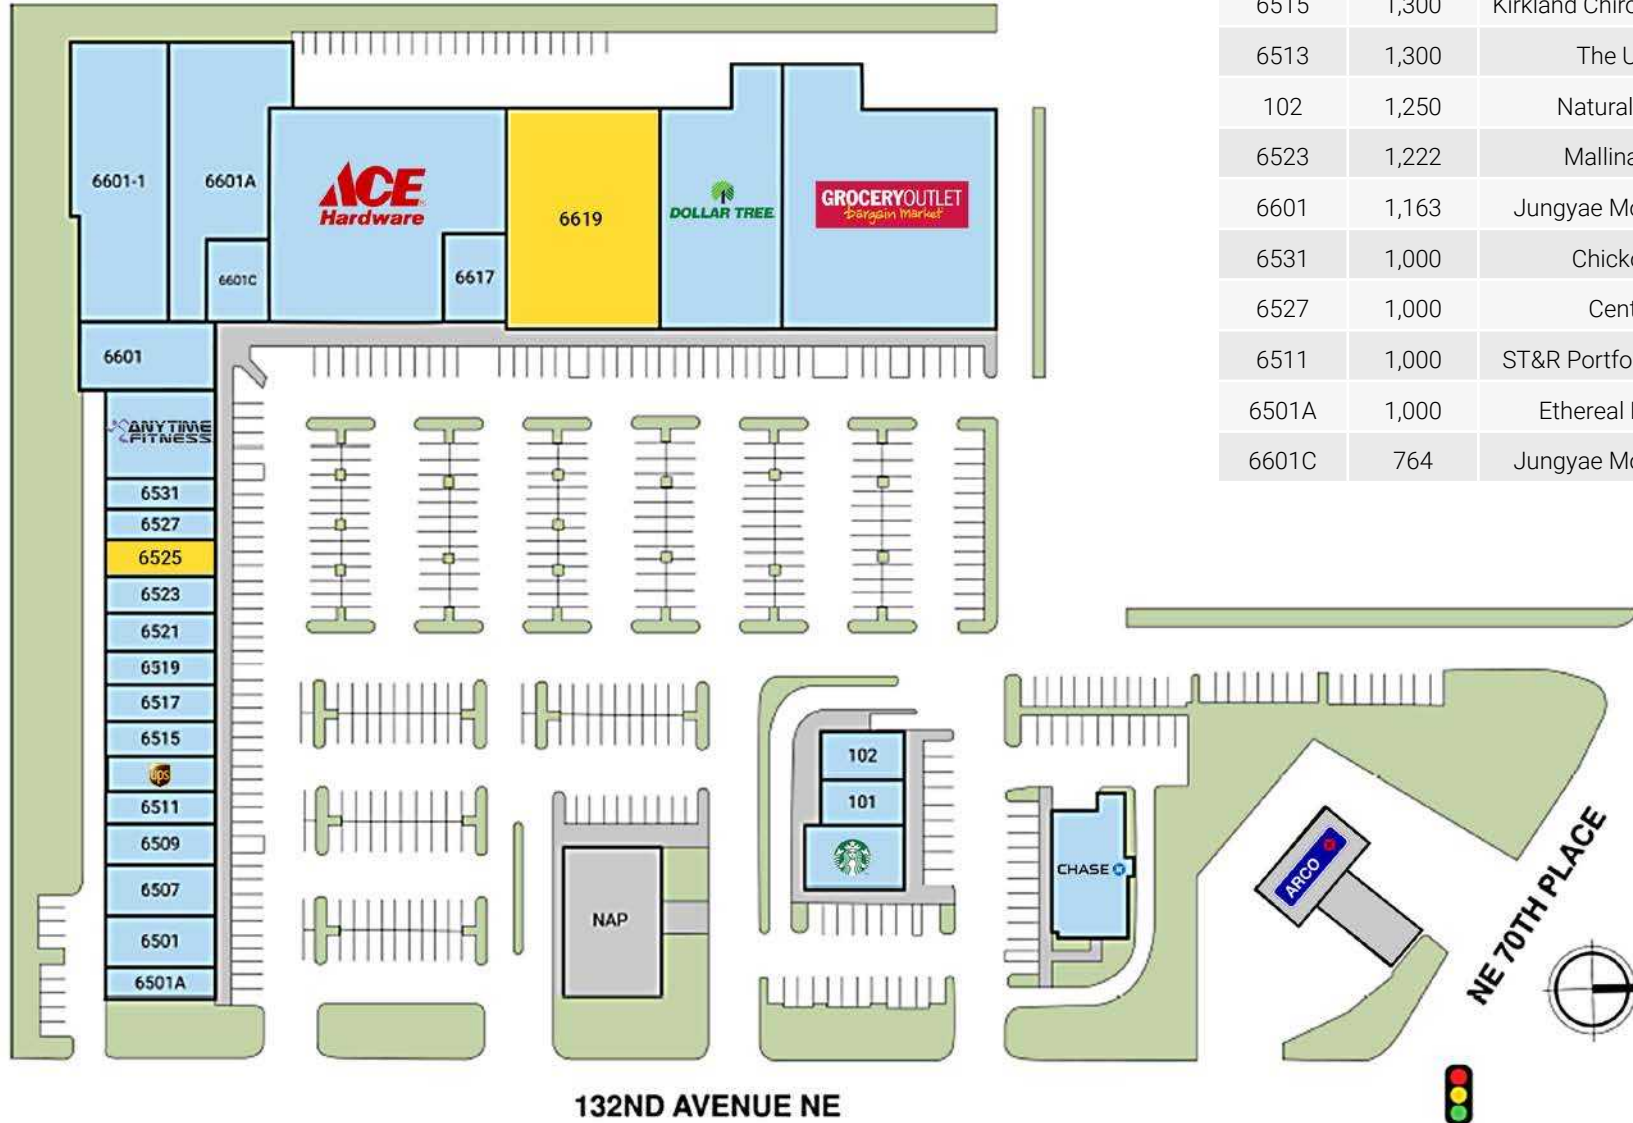 6515 1,300 Kirkland Chiro
6513 1,300 The U
102 1,250 Natural
6523 1,222 Mallina
6601 1,163 Jungyae Mo
6531 1,000 Chick
6527 1,000 Cent
6511 1,000 ST&R Portfo
6501A 1,000 Ethereal
6601C 764 Jungyae Mo
6601-1
6601A
6601C
ACE
Hardware
6617
6619
DOLLAR TREE
GROCERY OUTLET
bargain market
6601
ANYTIME
FITNESS
6531
6527
6525
6523
6521
6519
6517
6515
ups
6511
6509
6507
6501
6501A
NAP
102
101
CHASE
ARCO
NE 70TH PLACE
132ND AVENUE NE